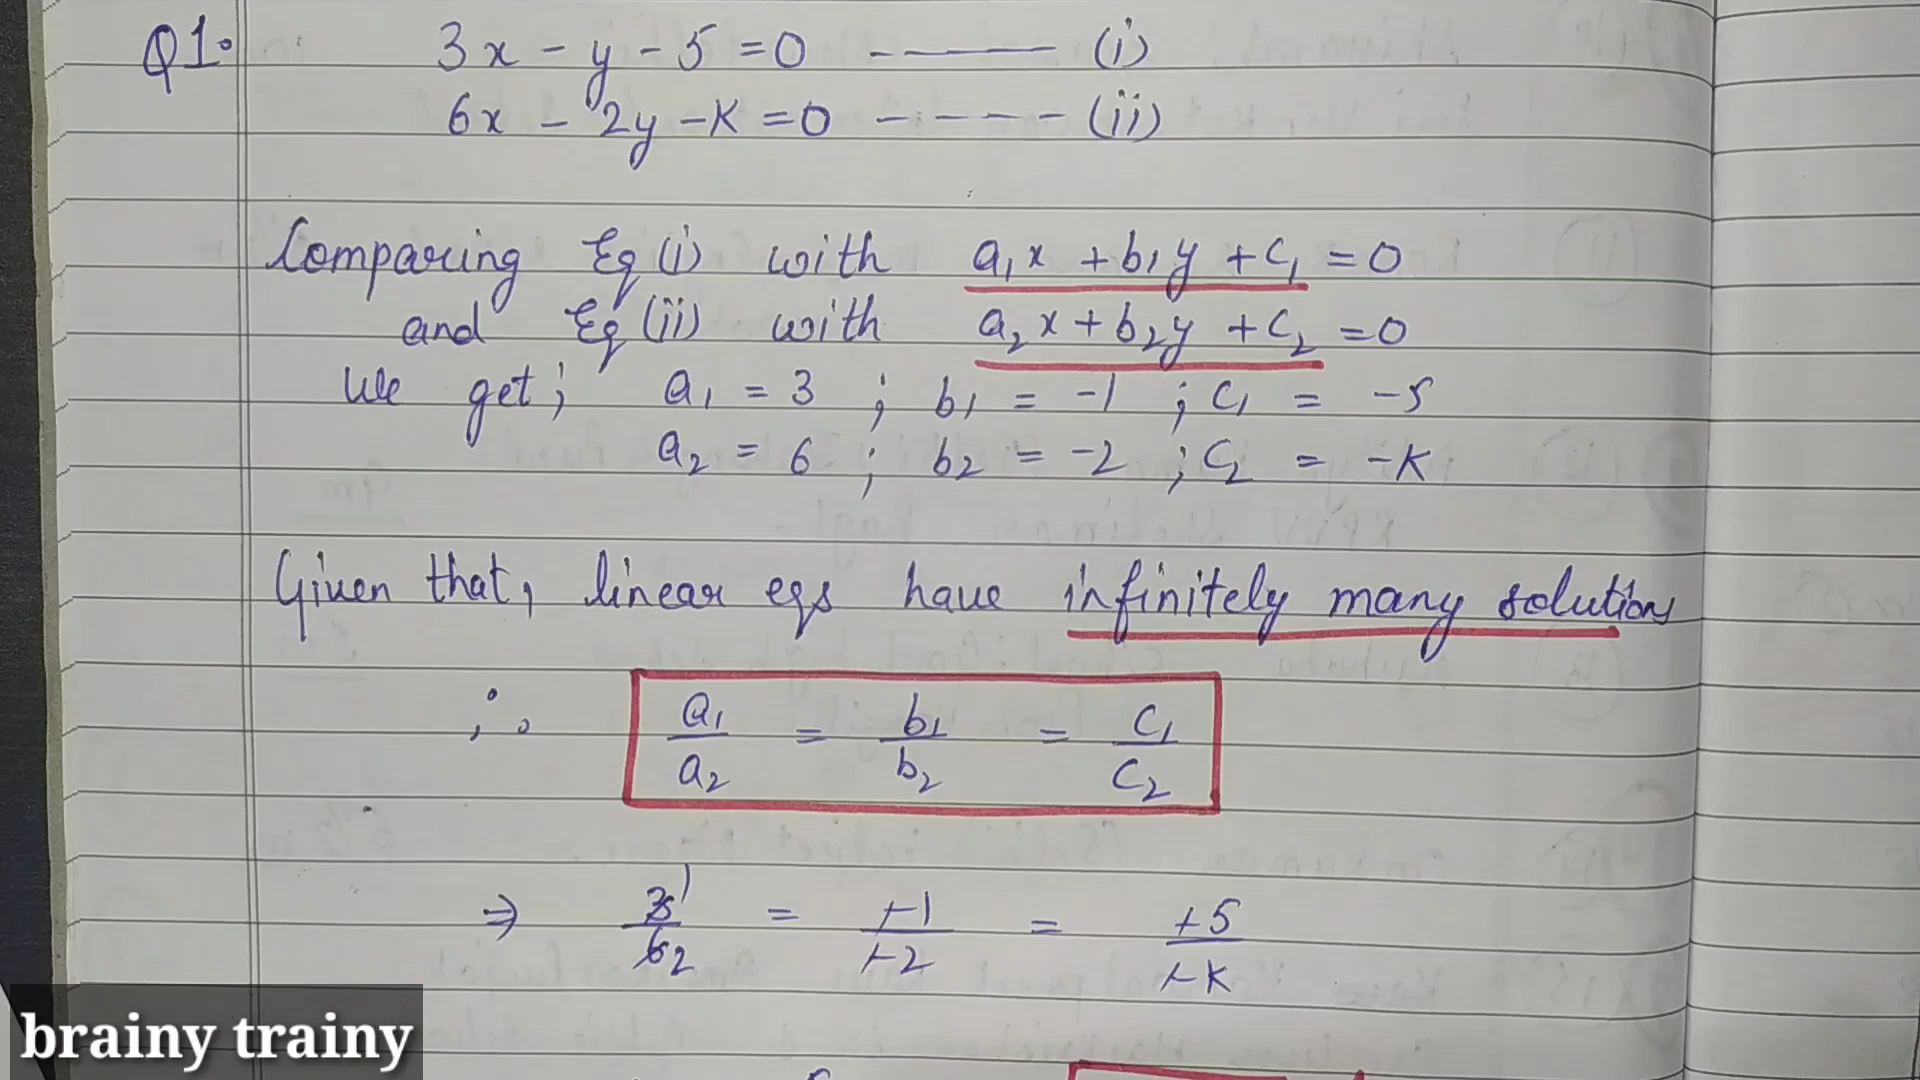 Q1. 3x - y - 5 = 0 ——— (i)
6x - 2y - K = 0 - - - - - (ii)
Comparing Eq (i) with a₁x + b₁y + c₁ = 0
and Eq (ii) with a₂x + b₂y + c₂ = 0
We get; a₁ = 3 ; b₁ = -1 ; c₁ = -5
a₂ = 6 ; b₂ = -2 ; c₂ = -K
Given that, linear eqs have infinitely many solutions
∴ a₁/a₂ = b₁/b₂ = c₁/c₂
⇒ 3̸ 1/6̸ 2 = -1/-2 = -5/-K
brainy trainy